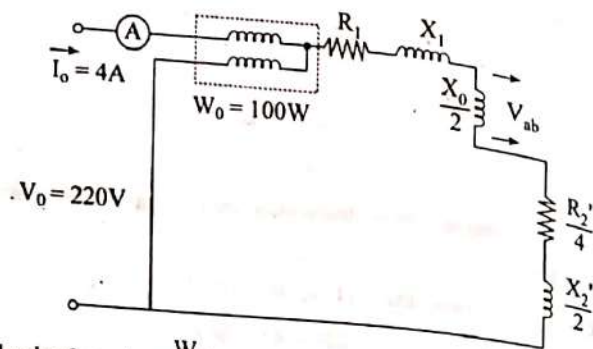 A
R₁
X₁
I₀ = 4A
W₀ = 100W
X₀/2
V_ab
V₀ = 220V
R₂'/4
X₂'/2
W